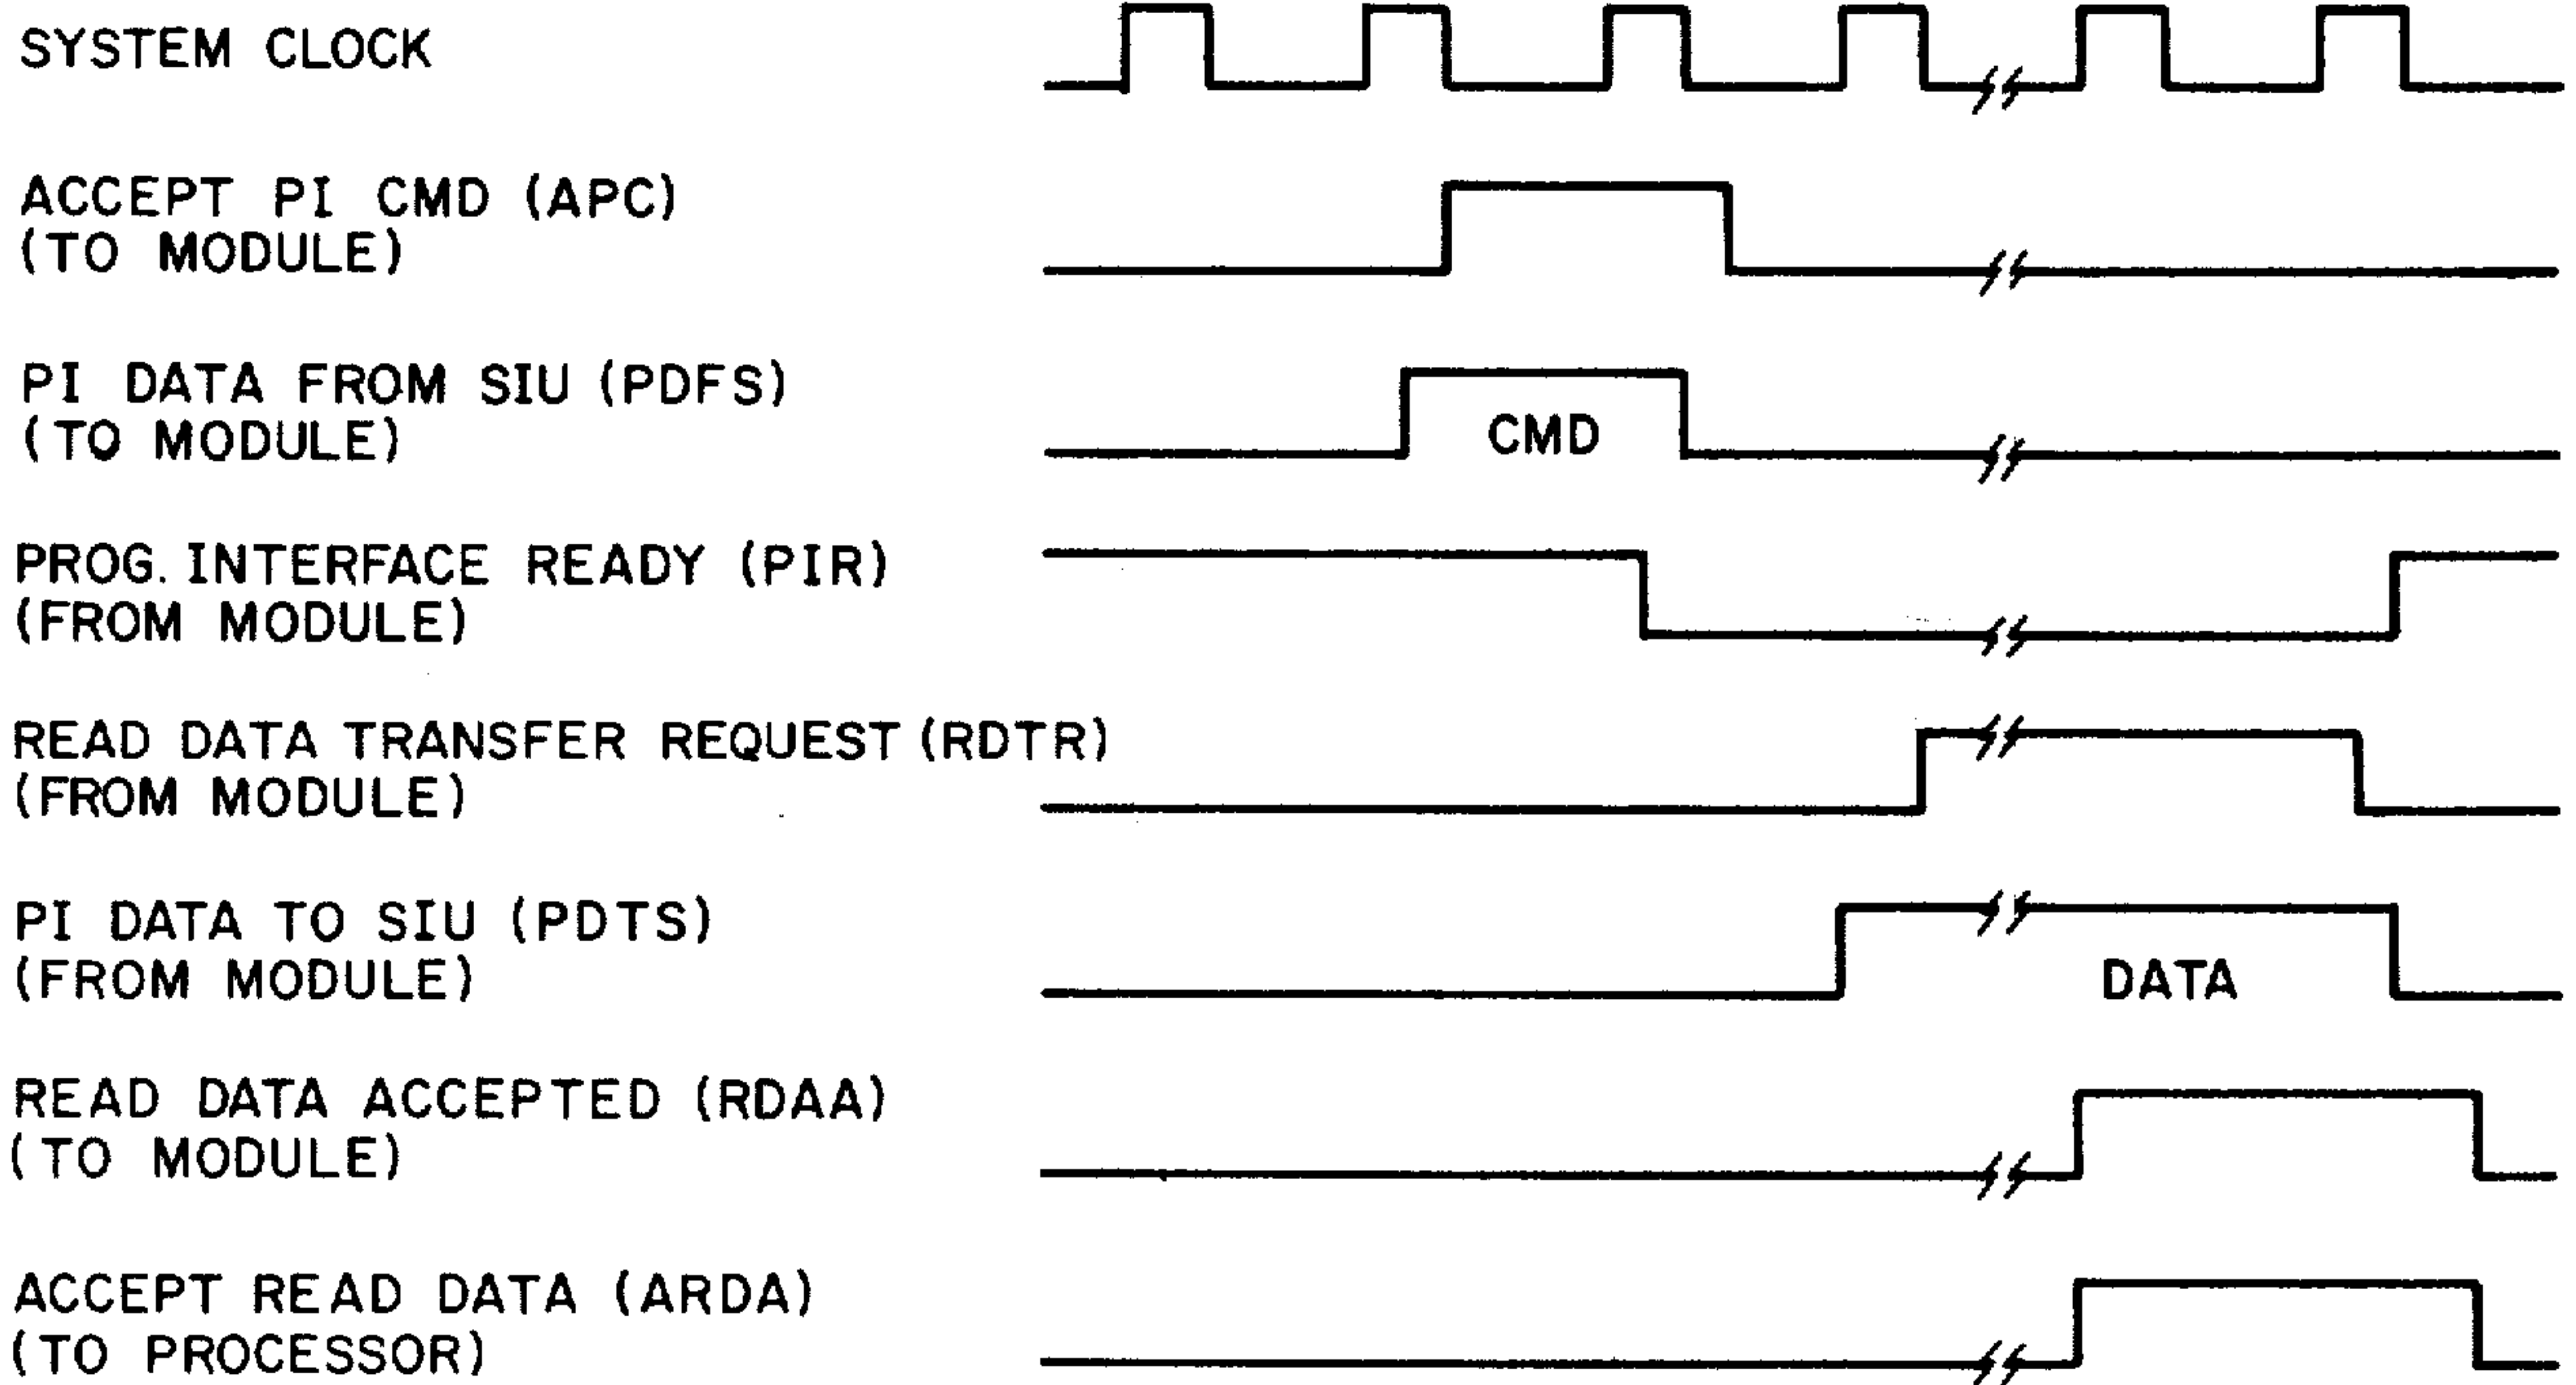 SYSTEM CLOCK
ACCEPT PI CMD (APC)
(TO MODULE)
PI DATA FROM SIU (PDFS)
(TO MODULE)
CMD
PROG. INTERFACE READY (PIR)
(FROM MODULE)
READ DATA TRANSFER REQUEST (RDTR)
(FROM MODULE)
PI DATA TO SIU (PDTS)
(FROM MODULE)
DATA
READ DATA ACCEPTED (RDAA)
(TO MODULE)
ACCEPT READ DATA (ARDA)
(TO PROCESSOR)